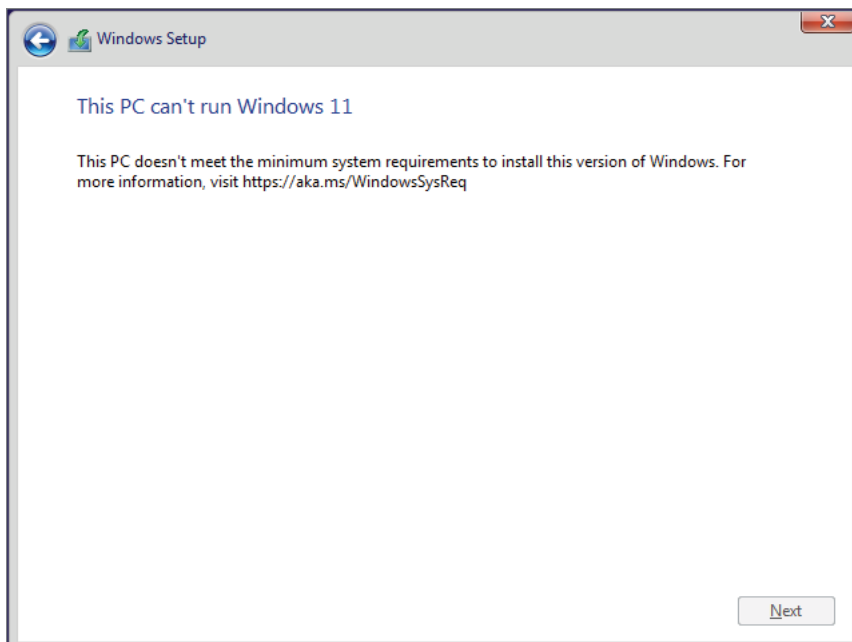 Windows Setup
This PC can't run Windows 11
This PC doesn't meet the minimum system requirements to install this version of Windows. For
more information, visit https://aka.ms/WindowsSysReq
Next